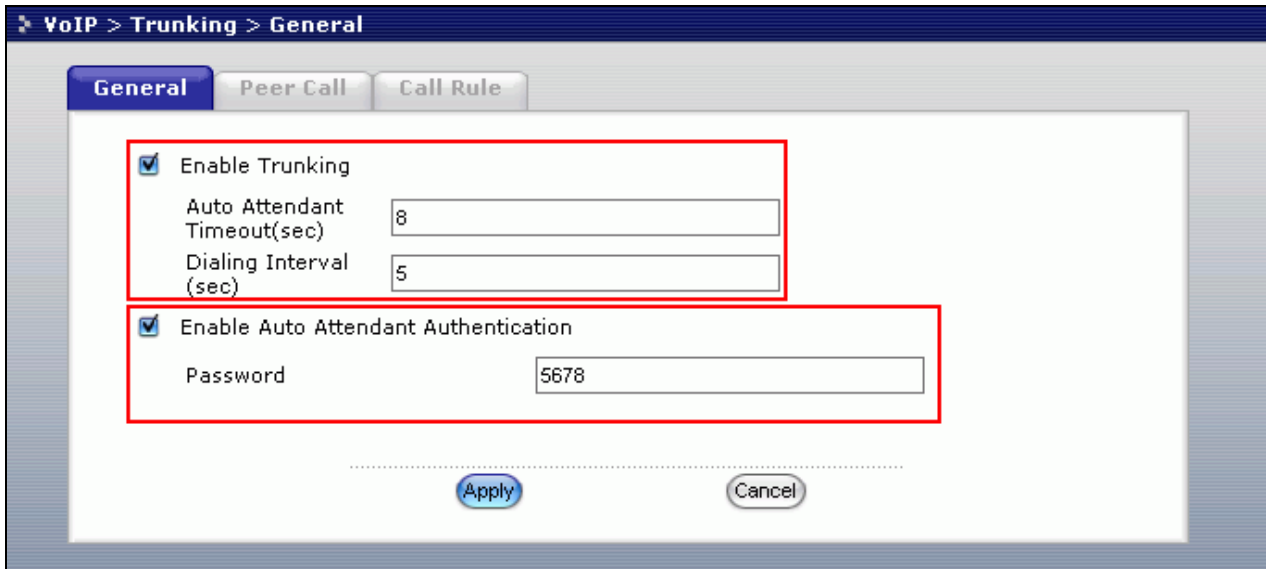 VoIP > Trunking > General
General
Peer Call
Call Rule
Enable Trunking
Auto Attendant
Timeout(sec)
8
Dialing Interval
(sec)
5
Enable Auto Attendant Authentication
Password
5678
Apply
Cancel